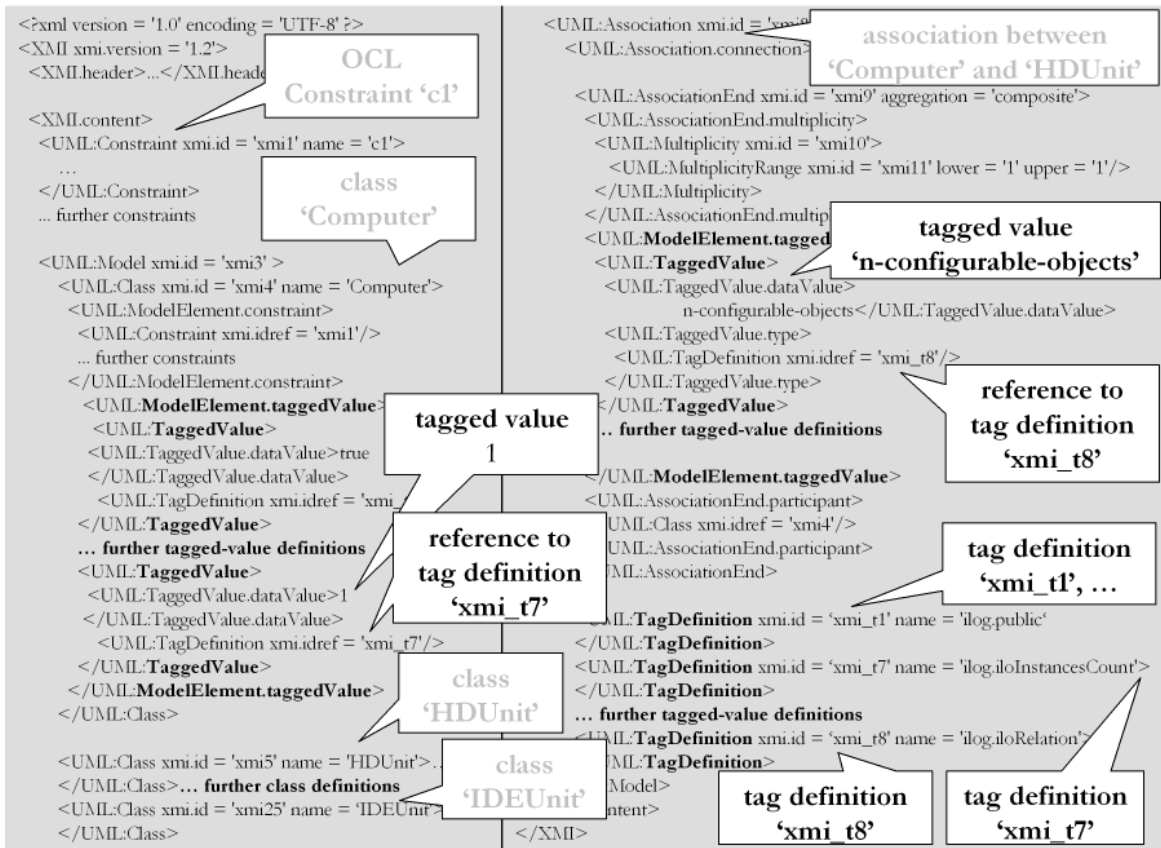 <?xml version = '1.0' encoding = 'UTF-8' ?>
<XMI xmi.version = '1.2'>
<XMI.header>...</XMI.heade
OCL
Constraint ‘c1’
<XMI.content>
<UML:Constraint xmi.id = 'xmi1' name = 'c1'>
…
</UML:Constraint>
... further constraints
class
‘Computer’
<UML:Model xmi.id = 'xmi3' >
<UML:Class xmi.id = 'xmi4' name = 'Computer'>
<UML:ModelElement.constraint>
<UML:Constraint xmi.idref = 'xmi1'/>
... further constraints
</UML:ModelElement.constraint>
<UML:ModelElement.taggedValue>
<UML:TaggedValue>
<UML:TaggedValue.dataValue>true
</UML:TaggedValue.dataValue>
<UML:TagDefinition xmi.idref = 'xmi_
</UML:TaggedValue>
… further tagged-value definitions
<UML:TaggedValue>
<UML:TaggedValue.dataValue>1
</UML:TaggedValue.dataValue>
<UML:TagDefinition xmi.idref = 'xmi_t7'/>
</UML:TaggedValue>
</UML:ModelElement.taggedValue>
</UML:Class>
tagged value
1
reference to
tag definition
‘xmi_t7’
class
‘HDUnit’
<UML:Class xmi.id = 'xmi5' name = 'HDUnit'>…
</UML:Class>… further class definitions
<UML:Class xmi.id = 'xmi25' name = ‘IDEUnit'>
</UML:Class>
class
‘IDEUnit’
<UML:Association xmi.id = 'xmi8
<UML:Association.connection>
association between
‘Computer’ and ‘HDUnit’
<UML:AssociationEnd xmi.id = 'xmi9' aggregation = 'composite'>
<UML:AssociationEnd.multiplicity>
<UML:Multiplicity xmi.id = 'xmi10'>
<UML:MultiplicityRange xmi.id = 'xmi11' lower = '1' upper = '1'/>
</UML:Multiplicity>
</UML:AssociationEnd.multip
<UML:ModelElement.tagged
<UML:TaggedValue>
<UML:TaggedValue.dataValue>
n-configurable-objects</UML:TaggedValue.dataValue>
<UML:TaggedValue.type>
<UML:TagDefinition xmi.idref = 'xmi_t8'/>
</UML:TaggedValue.type>
</UML:TaggedValue>
.. further tagged-value definitions
</UML:ModelElement.taggedValue>
<UML:AssociationEnd.participant>
UML:Class xmi.idref = 'xmi4'/>
UML:AssociationEnd.participant>
UML:AssociationEnd>
tagged value
‘n-configurable-objects’
reference to
tag definition
‘xmi_t8’
tag definition
‘xmi_t1’, …
UML:TagDefinition xmi.id = ‘xmi_t1' name = 'ilog.public‘
</UML:TagDefinition>
<UML:TagDefinition xmi.id = ‘xmi_t7' name = 'ilog.iloInstancesCount'>
</UML:TagDefinition>
… further tagged-value definitions
<UML:TagDefinition xmi.id = ‘xmi_t8' name = 'ilog.iloRelation'>
UML:TagDefinition>
Model>
ntent>
</XMI>
tag definition
‘xmi_t8’
tag definition
‘xmi_t7’